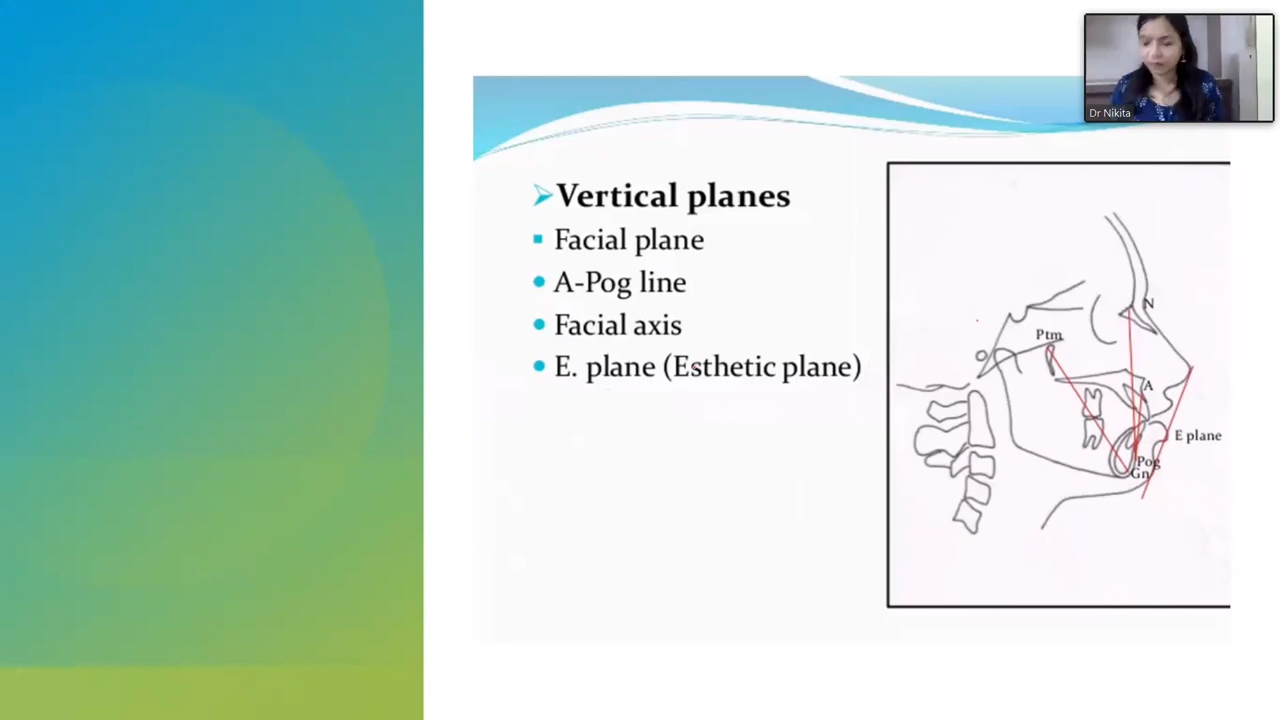 Dr Nikita
Vertical planes
Facial plane
A-Pog line
Facial axis
E. plane (Esthetic plane)
N
Ptm
A
E plane
Pog
Gn